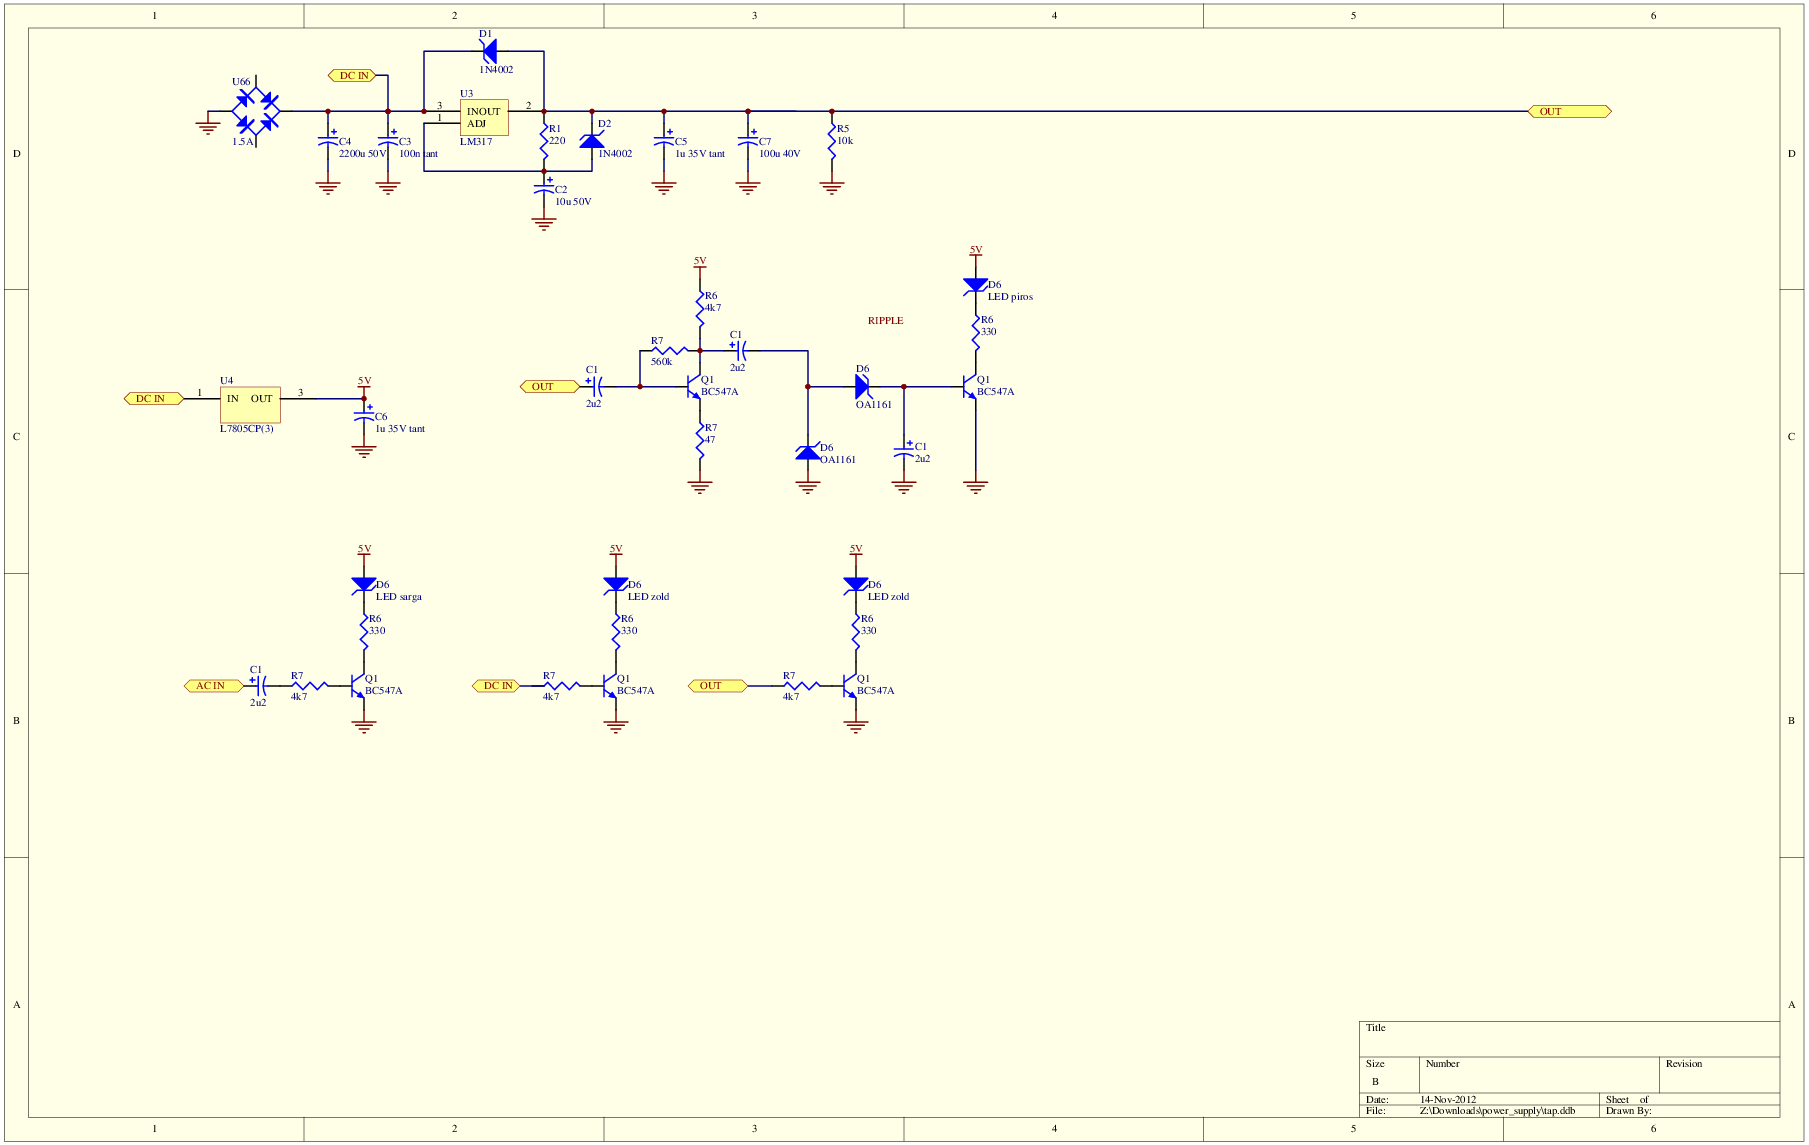 1 2 3 4 5 6
D1
1N4002
DC IN
U66
1.5A
U3
3 INOUT 2
1 ADJ
LM317
C4
2200u 50V
C3
100n tant
R1
220
D2
1N4002
C2
10u 50V
C5
1u 35V tant
C7
100u 40V
R5
10k
OUT
D D
5V
R6
4k7
R7
560k
C1
2u2
OUT
C1
2u2
Q1
BC547A
R7
47
RIPPLE
D6
OA1161
D6
OA1161
C1
2u2
5V
D6
LED piros
R6
330
Q1
BC547A
DC IN
1
U4
IN OUT
L7805CP(3)
3
5V
C6
1u 35V tant
C C
5V
D6
LED sarga
R6
330
AC IN
C1
2u2
R7
4k7
Q1
BC547A
5V
D6
LED zold
R6
330
DC IN
R7
4k7
Q1
BC547A
5V
D6
LED zold
R6
330
OUT
R7
4k7
Q1
BC547A
B B
A A
Title
Size Number Revision
B
Date: 14-Nov-2012 Sheet of
File: Z:\Downloads\power_supply\tap.ddb Drawn By:
1 2 3 4 5 6